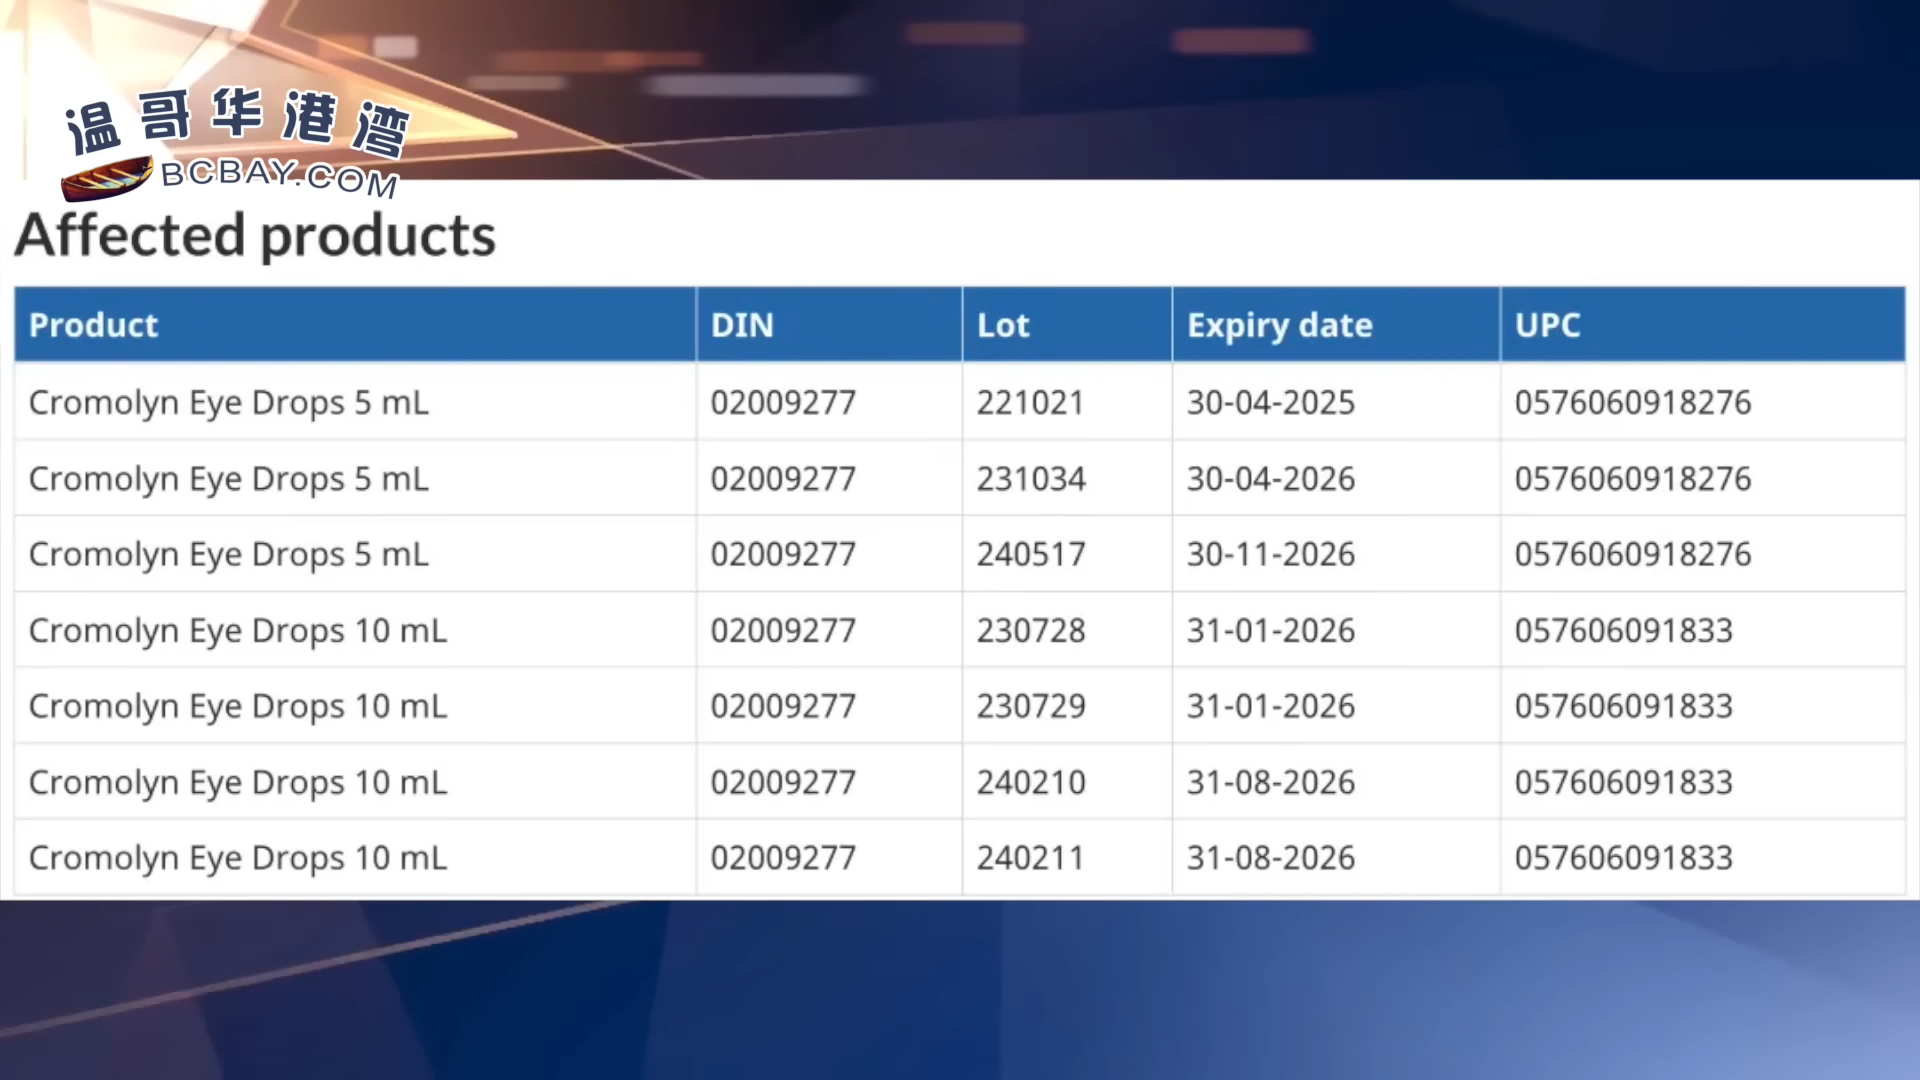 温哥华港湾
BCBAY.COM
Affected products
Product DIN Lot Expiry date UPC
Cromolyn Eye Drops 5 mL 02009277 221021 30-04-2025 0576060918276
Cromolyn Eye Drops 5 mL 02009277 231034 30-04-2026 0576060918276
Cromolyn Eye Drops 5 mL 02009277 240517 30-11-2026 0576060918276
Cromolyn Eye Drops 10 mL 02009277 230728 31-01-2026 057606091833
Cromolyn Eye Drops 10 mL 02009277 230729 31-01-2026 057606091833
Cromolyn Eye Drops 10 mL 02009277 240210 31-08-2026 057606091833
Cromolyn Eye Drops 10 mL 02009277 240211 31-08-2026 057606091833